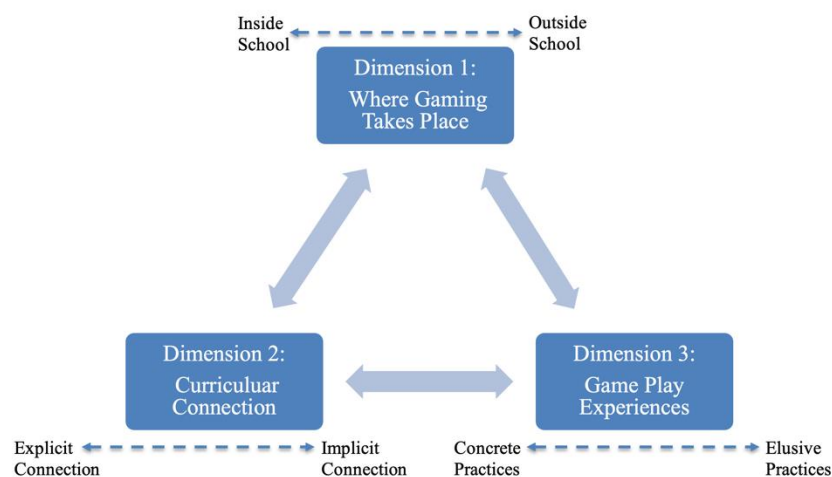 Inside
School
Outside
School
Dimension 1:
Where Gaming
Takes Place
Dimension 2:
Curriculuar
Connection
Dimension 3:
Game Play
Experiences
Explicit
Connection
Implicit
Connection
Concrete
Practices
Elusive
Practices